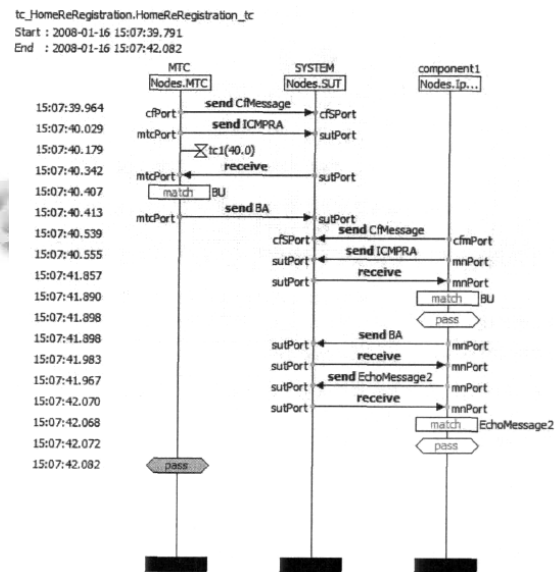 tc_HomeReRegistration.HomeReRegistration_tc
Start : 2008-01-16 15:07:39.791
End : 2008-01-16 15:07:42.082
MTC SYSTEM component1
Nodes.MTC Nodes.SUT Nodes.Ip...
15:07:39.964 cfPort send CfMessage cfSPort
15:07:40.029 mtcPort send ICMPRA sutPort
15:07:40.179 tc1(40.0)
15:07:40.342 mtcPort receive sutPort
15:07:40.407 match BU
15:07:40.413 mtcPort send BA sutPort
15:07:40.539 cfSPort send CfMessage cfmPort
15:07:40.555 sutPort send ICMPRA mnPort
15:07:41.857 sutPort receive mnPort
15:07:41.890 match BU
15:07:41.898 pass
15:07:41.898 sutPort send BA mnPort
15:07:41.983 sutPort receive mnPort
15:07:41.967 sutPort send EchoMessage2 mnPort
15:07:42.070 sutPort receive mnPort
15:07:42.068 match EchoMessage2
15:07:42.072 pass
15:07:42.082 pass